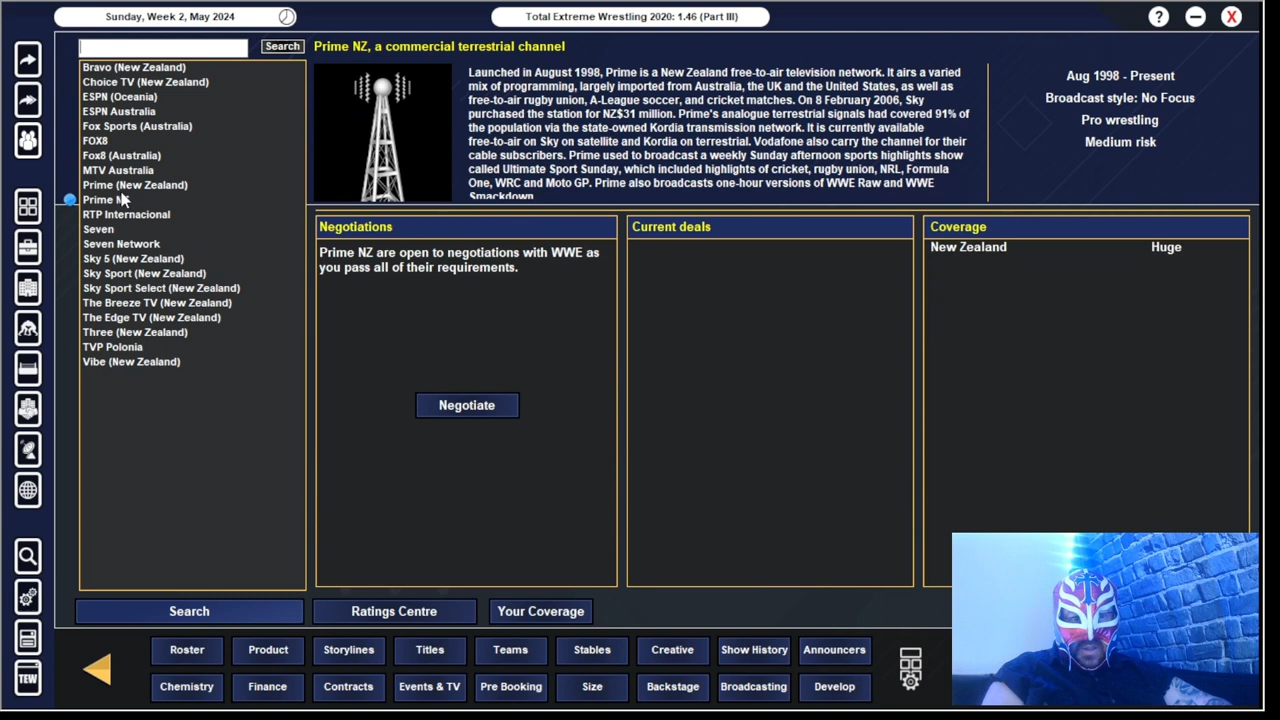 Sunday, Week 2, May 2024
Total Extreme Wrestling 2020: 1.46 (Part III)
?
X
Search
Prime NZ, a commercial terrestrial channel
Bravo (New Zealand)
Choice TV (New Zealand)
ESPN (Oceania)
ESPN Australia
Fox Sports (Australia)
FOX8
Fox8 (Australia)
MTV Australia
Prime (New Zealand)
Prime
RTP Internacional
Seven
Seven Network
Sky 5 (New Zealand)
Sky Sport (New Zealand)
Sky Sport Select (New Zealand)
The Breeze TV (New Zealand)
The Edge TV (New Zealand)
Three (New Zealand)
TVP Polonia
Vibe (New Zealand)
Launched in August 1998, Prime is a New Zealand free-to-air television network. It airs a varied
mix of programming, largely imported from Australia, the UK and the United States, as well as
free-to-air rugby union, A-League soccer, and cricket matches. On 8 February 2006, Sky
purchased the station for NZ$31 million. Prime's analogue terrestrial signals had covered 91% of
the population via the state-owned Kordia transmission network. It is currently available
free-to-air on Sky on satellite and Kordia on terrestrial. Vodafone also carry the channel for their
cable subscribers. Prime used to broadcast a weekly Sunday afternoon sports highlights show
called Ultimate Sport Sunday, which included highlights of cricket, rugby union, NRL, Formula
One, WRC and Moto GP. Prime also broadcasts one-hour versions of WWE Raw and WWE
Smackdown
Aug 1998 - Present
Broadcast style: No Focus
Pro wrestling
Medium risk
Negotiations
Prime NZ are open to negotiations with WWE as
you pass all of their requirements.
Negotiate
Current deals
Coverage
New Zealand Huge
Search
Ratings Centre
Your Coverage
Roster
Product
Storylines
Titles
Teams
Stables
Creative
Show History
Announcers
Chemistry
Finance
Contracts
Events & TV
Pre Booking
Size
Backstage
Broadcasting
Develop
TEW